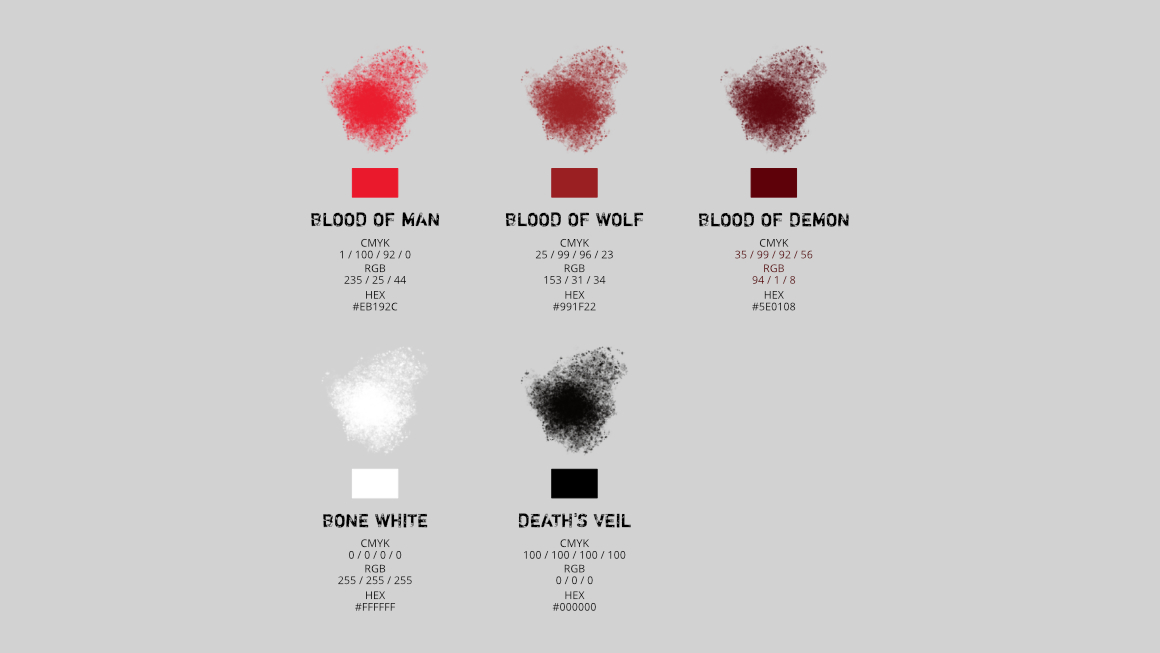 BLOOD OF MAN
CMYK
1 / 100 / 92 / 0
RGB
235 / 25 / 44
HEX
#EB192C
BLOOD OF WOLF
CMYK
25 / 99 / 96 / 23
RGB
153 / 31 / 34
HEX
#991F22
BLOOD OF DEMON
CMYK
35 / 99 / 92 / 56
RGB
94 / 1 / 8
HEX
#5E0108
BONE WHITE
CMYK
0 / 0 / 0 / 0
RGB
255 / 255 / 255
HEX
#FFFFFF
DEATH'S VEIL
CMYK
100 / 100 / 100 / 100
RGB
0 / 0 / 0
HEX
#000000